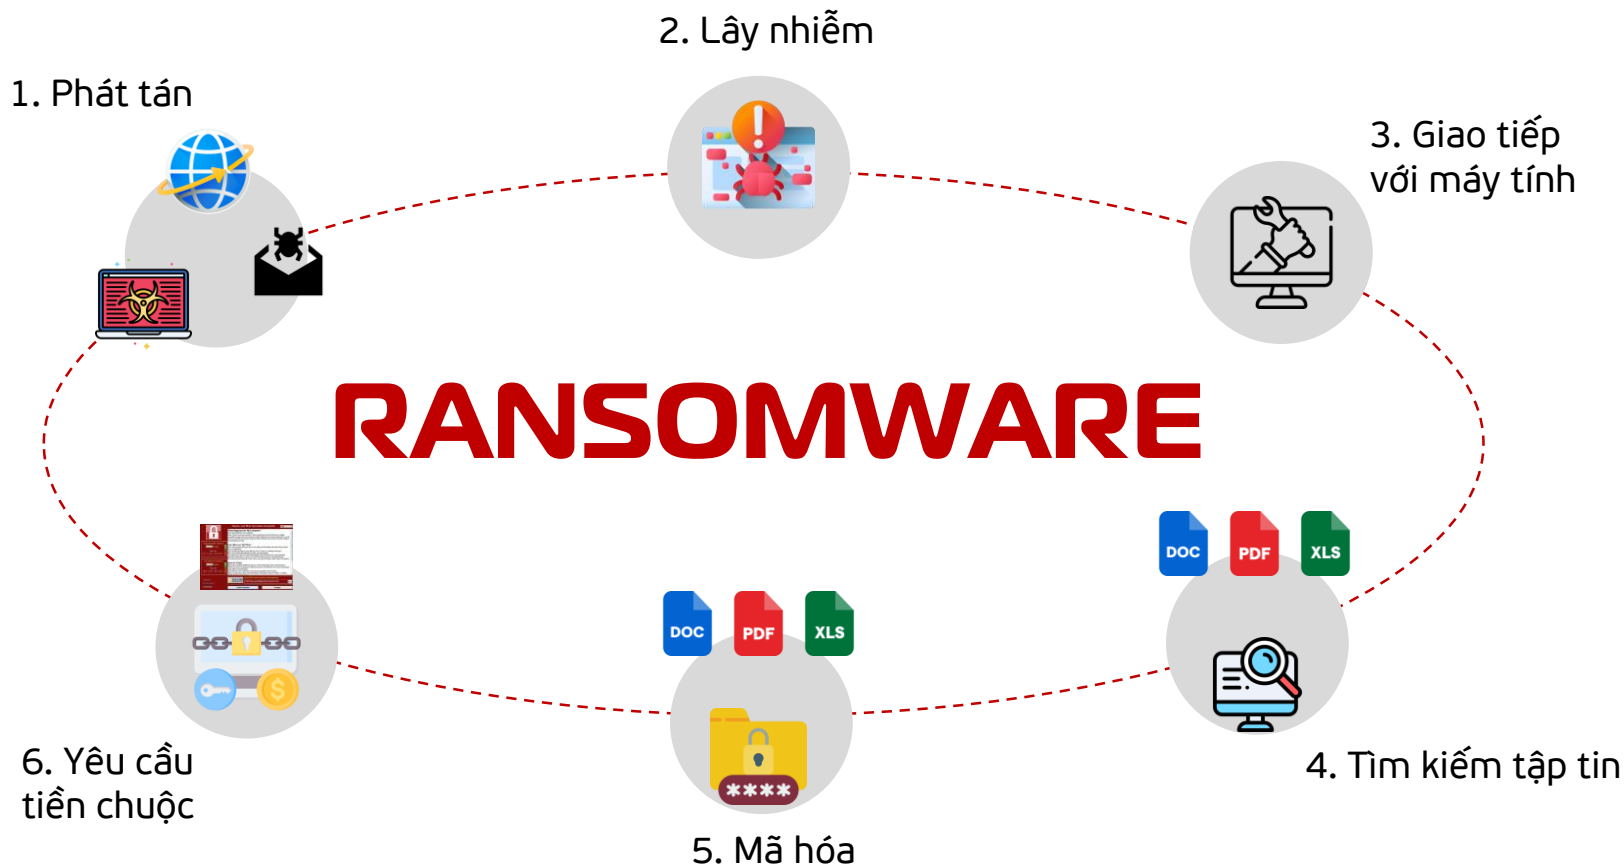 2. Lây nhiễm
1. Phát tán
3. Giao tiếp
với máy tính
RANSOMWARE
DOC
PDF
XLS
DOC
PDF
XLS
****
6. Yêu cầu
tiền chuộc
4. Tìm kiếm tập tin
5. Mã hóa